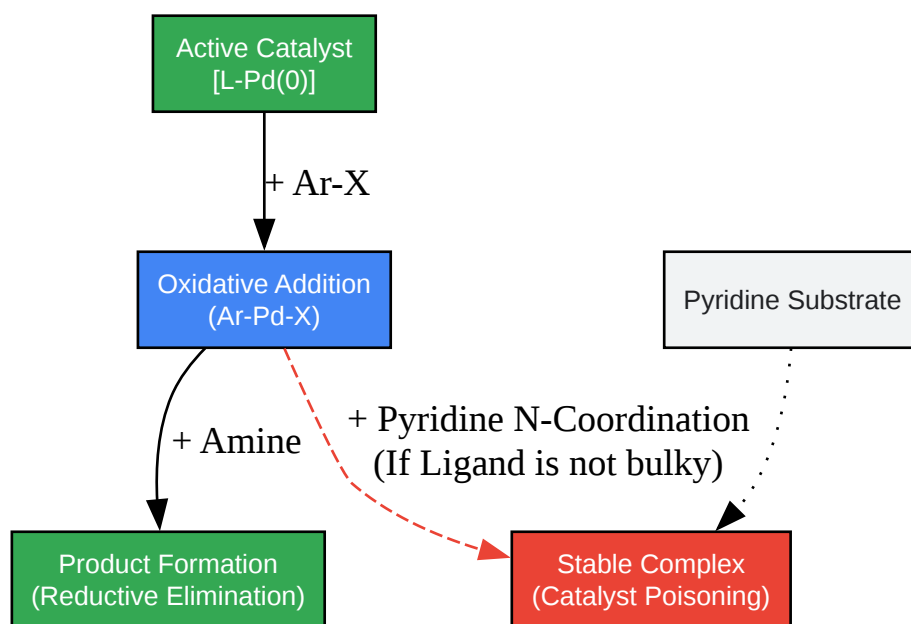 Active Catalyst
[L-Pd(0)]
+ Ar-X
Oxidative Addition
(Ar-Pd-X)
Pyridine Substrate
+ Amine
+ Pyridine N-Coordination
(If Ligand is not bulky)
Product Formation
(Reductive Elimination)
Stable Complex
(Catalyst Poisoning)